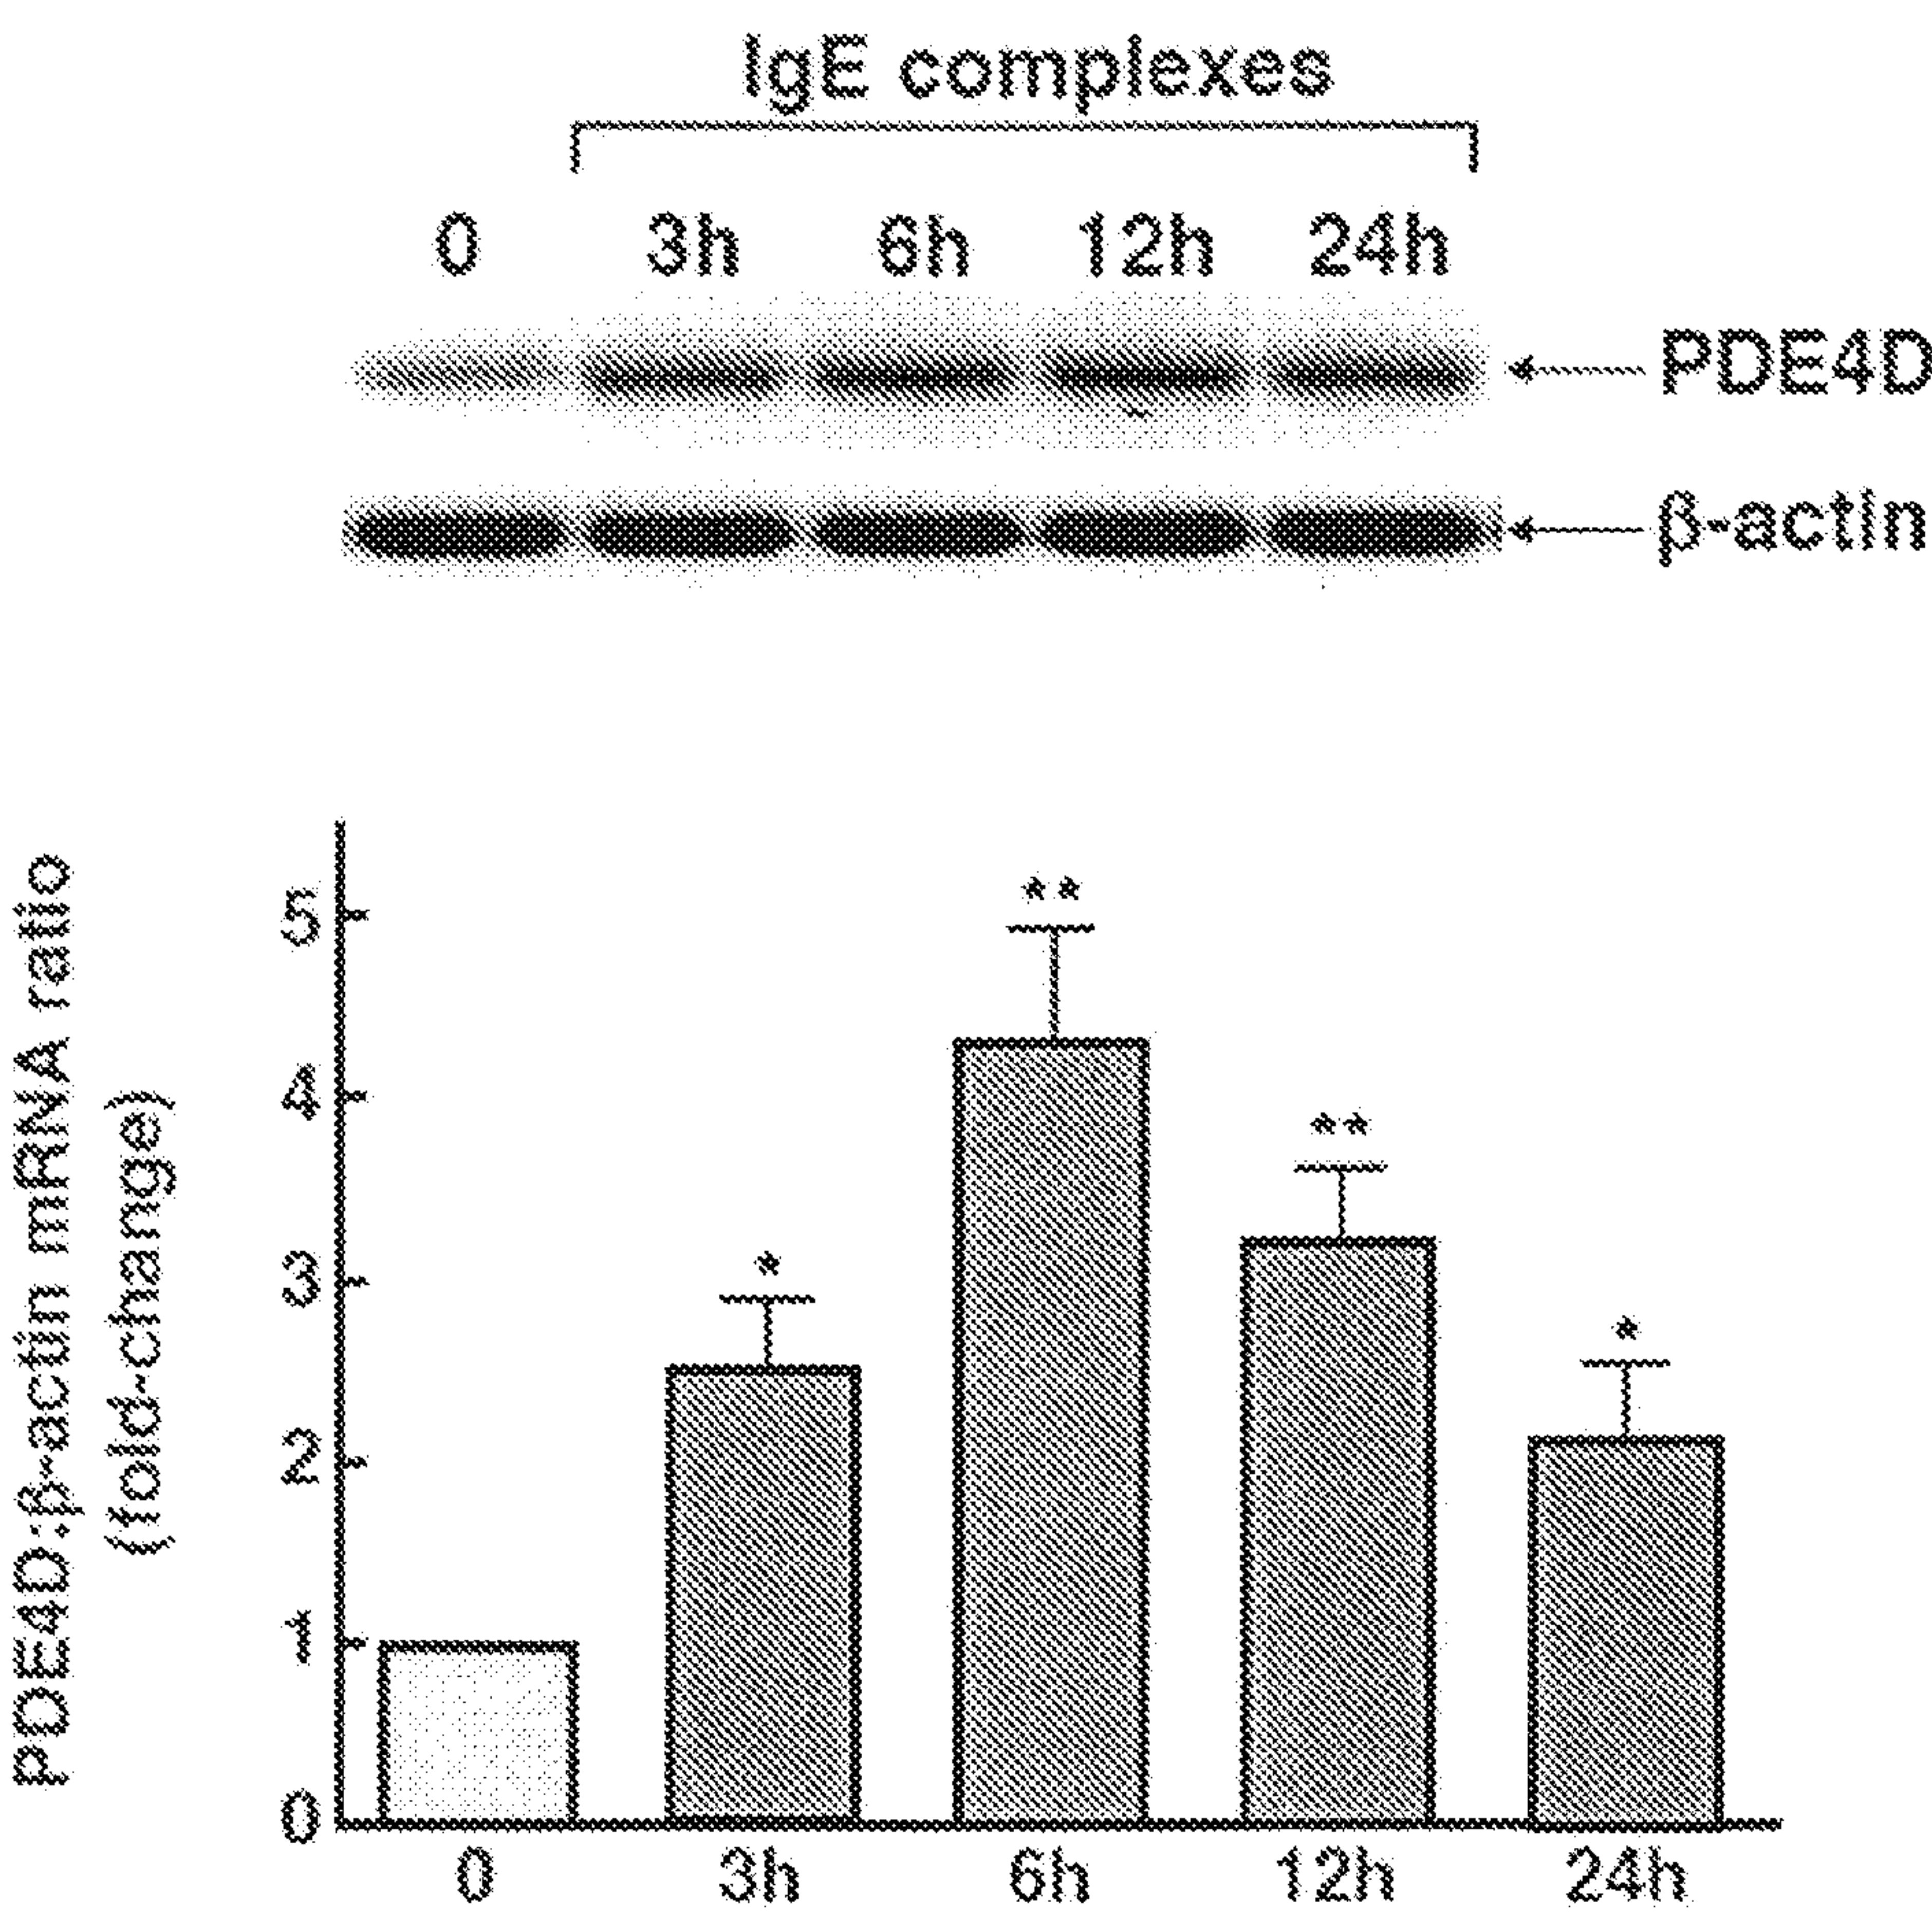 IgE complexes
0 3h 6h 12h 24h
PDE4D
β-actin
PDE4D:β-actin mRNA ratio
(fold-change)
5
**
4
**
3
*
*
2
1
0
0 3h 6h 12h 24h